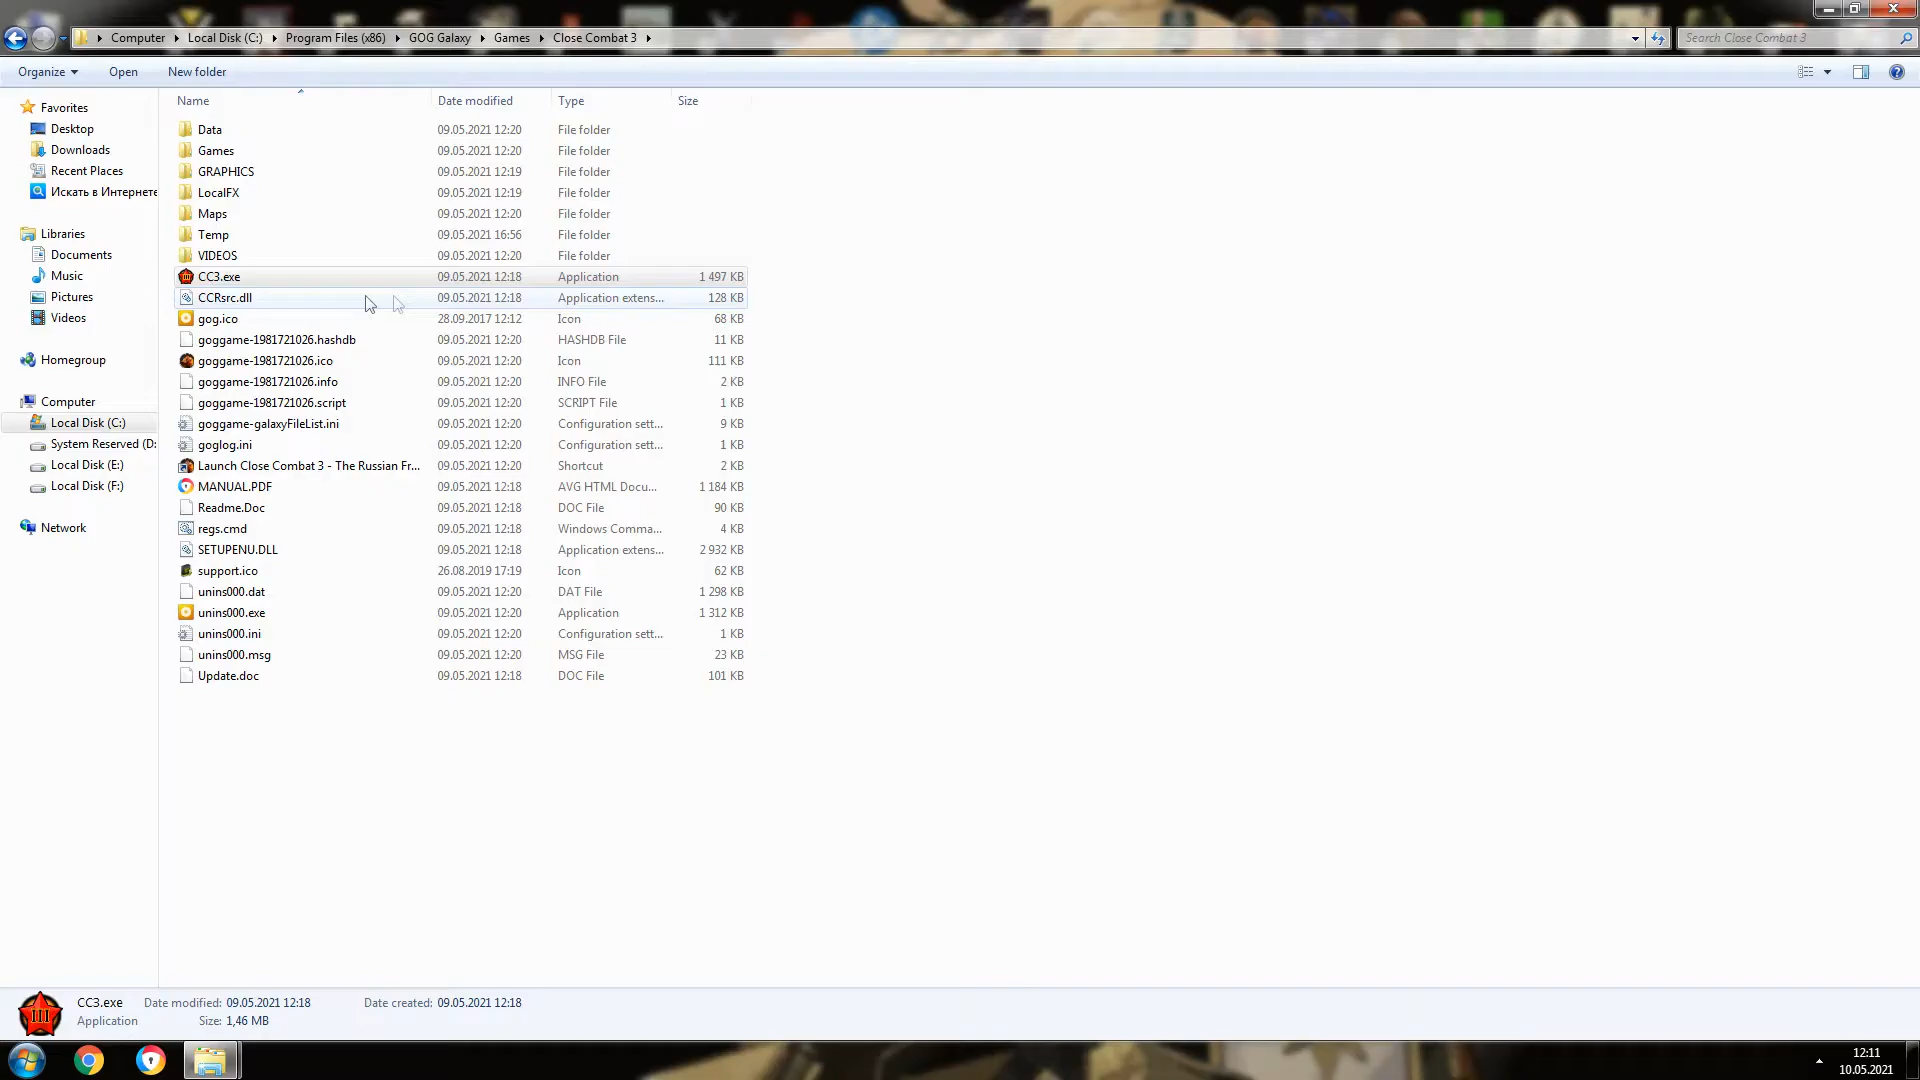 Computer Local Disk (C:) Program Files (x86) GOG Galaxy Games Close Combat 3 Search Close Combat 3
Organize Open New folder
Name Date modified Type Size
Favorites
Desktop
Downloads
Recent Places
Искать в Интернете
Libraries
Documents
Music
Pictures
Videos
Homegroup
Computer
Local Disk (C:)
System Reserved (D:
Local Disk (E:)
Local Disk (F:)
Network
Data 09.05.2021 12:20 File folder
Games 09.05.2021 12:20 File folder
GRAPHICS 09.05.2021 12:19 File folder
LocalFX 09.05.2021 12:19 File folder
Maps 09.05.2021 12:20 File folder
Temp 09.05.2021 16:56 File folder
VIDEOS 09.05.2021 12:20 File folder
CC3.exe 09.05.2021 12:18 Application 1 497 KB
CCRsrc.dll 09.05.2021 12:18 Application extens... 128 KB
gog.ico 28.09.2017 12:12 Icon 68 KB
goggame-1981721026.hashdb 09.05.2021 12:20 HASHDB File 11 KB
goggame-1981721026.ico 09.05.2021 12:20 Icon 111 KB
goggame-1981721026.info 09.05.2021 12:20 INFO File 2 KB
goggame-1981721026.script 09.05.2021 12:20 SCRIPT File 1 KB
goggame-galaxyFileList.ini 09.05.2021 12:20 Configuration sett... 9 KB
goglog.ini 09.05.2021 12:20 Configuration sett... 1 KB
Launch Close Combat 3 - The Russian Fr... 09.05.2021 12:20 Shortcut 2 KB
MANUAL.PDF 09.05.2021 12:18 AVG HTML Docu... 1 184 KB
Readme.Doc 09.05.2021 12:18 DOC File 90 KB
regs.cmd 09.05.2021 12:18 Windows Comma... 4 KB
SETUPENU.DLL 09.05.2021 12:18 Application extens... 2 932 KB
support.ico 26.08.2019 17:19 Icon 62 KB
unins000.dat 09.05.2021 12:20 DAT File 1 298 KB
unins000.exe 09.05.2021 12:20 Application 1 312 KB
unins000.ini 09.05.2021 12:20 Configuration sett... 1 KB
unins000.msg 09.05.2021 12:20 MSG File 23 KB
Update.doc 09.05.2021 12:18 DOC File 101 KB
III
CC3.exe Date modified: 09.05.2021 12:18 Date created: 09.05.2021 12:18
Application Size: 1,46 MB
12:11
10.05.2021